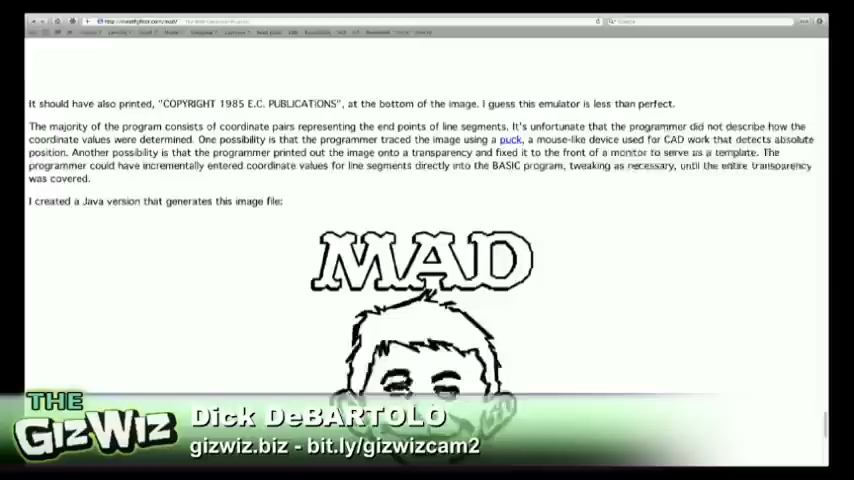 http://meatfighter.com/mad/
It should have also printed, "COPYRIGHT 1985 E.C. PUBLICATIONS", at the bottom of the image. I guess this emulator is less than perfect.
The majority of the program consists of coordinate pairs representing the end points of line segments. It's unfortunate that the programmer did not describe how the
coordinate values were determined. One possibility is that the programmer traced the image using a puck, a mouse-like device used for CAD work that detects absolute
position. Another possibility is that the programmer printed out the image onto a transparency and fixed it to the front of a monitor to serve as a template. The
programmer could have incrementally entered coordinate values for line segments directly into the BASIC program, tweaking as necessary, until the entire transparency
was covered.
I created a Java version that generates this image file:
MAD
THE
GizWiz
Dick DeBARTOLO
gizwiz.biz - bit.ly/gizwizcam2